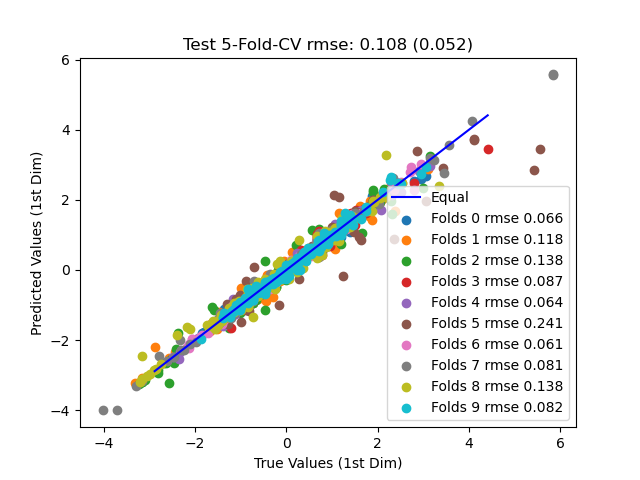 Test 5-Fold-CV rmse: 0.108 (0.052)
6
4
2
0
−2
−4
Predicted Values (1st Dim)
Equal
Folds 0 rmse 0.066
Folds 1 rmse 0.118
Folds 2 rmse 0.138
Folds 3 rmse 0.087
Folds 4 rmse 0.064
Folds 5 rmse 0.241
Folds 6 rmse 0.061
Folds 7 rmse 0.081
Folds 8 rmse 0.138
Folds 9 rmse 0.082
−4 −2 0 2 4 6
True Values (1st Dim)